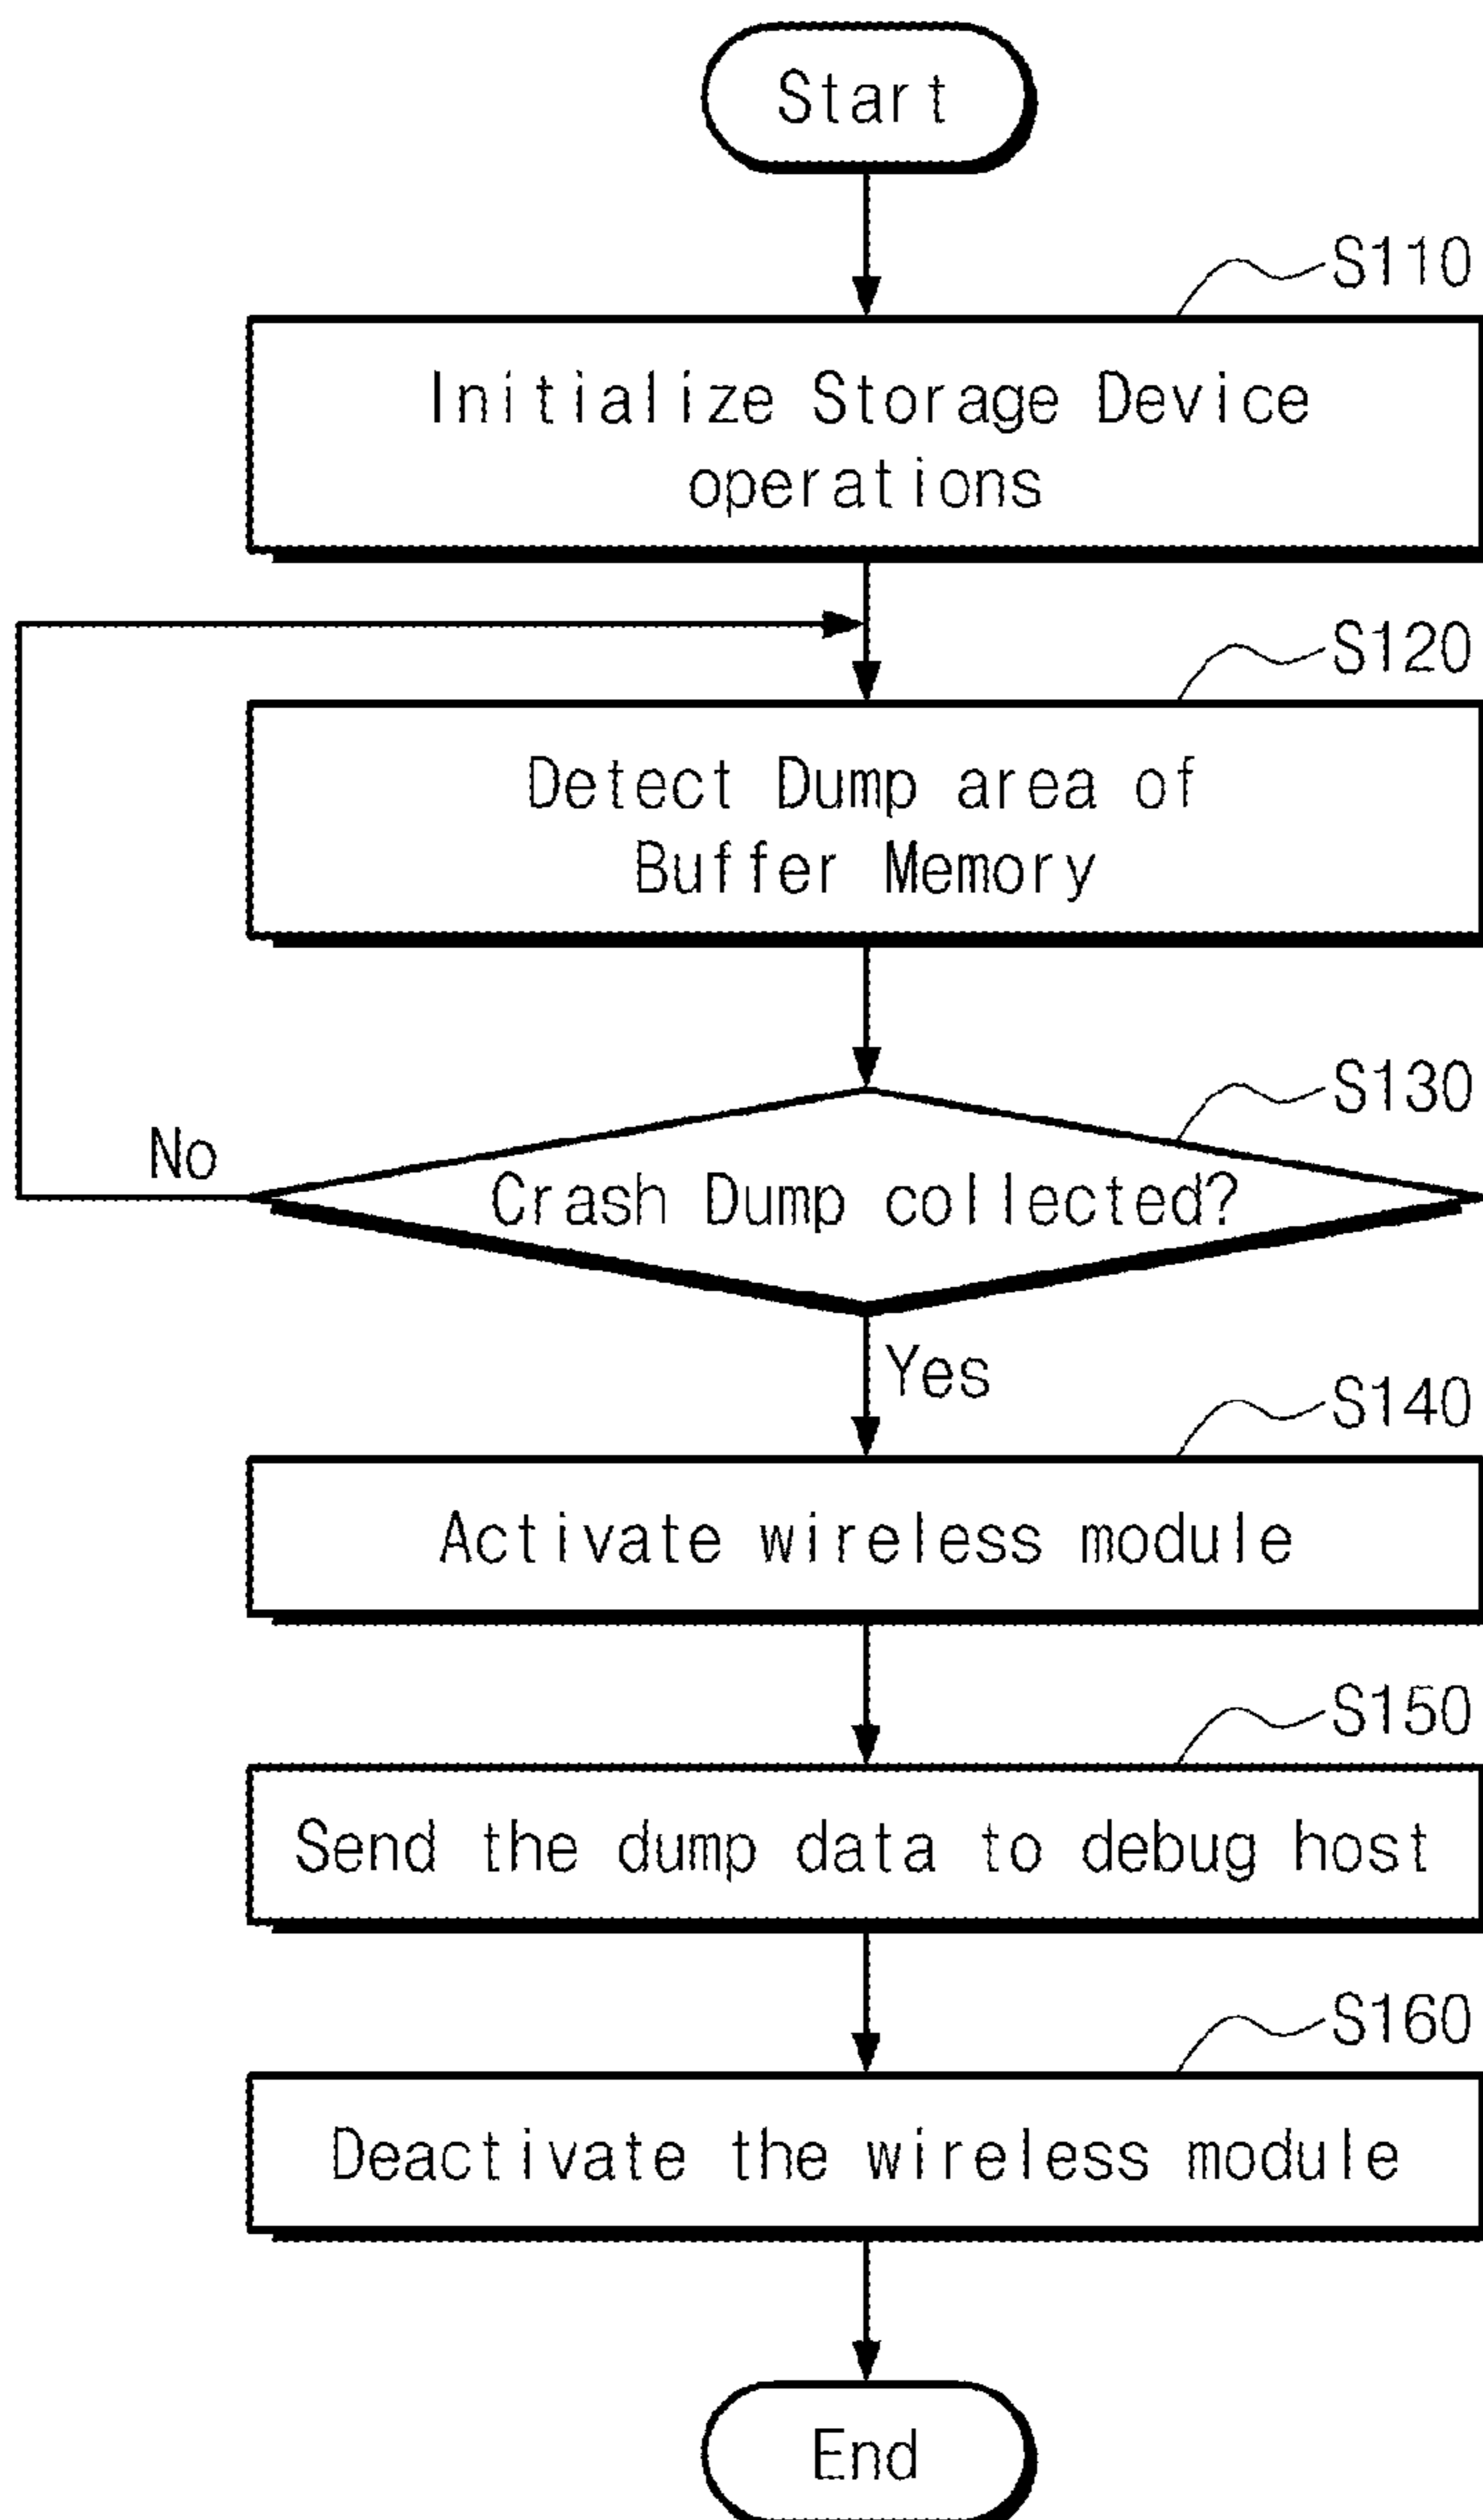 Start
S110
Initialize Storage Device
operations
S120
Detect Dump area of
Buffer Memory
S130
No
Crash Dump collected?
Yes
S140
Activate wireless module
S150
Send the dump data to debug host
S160
Deactivate the wireless module
End